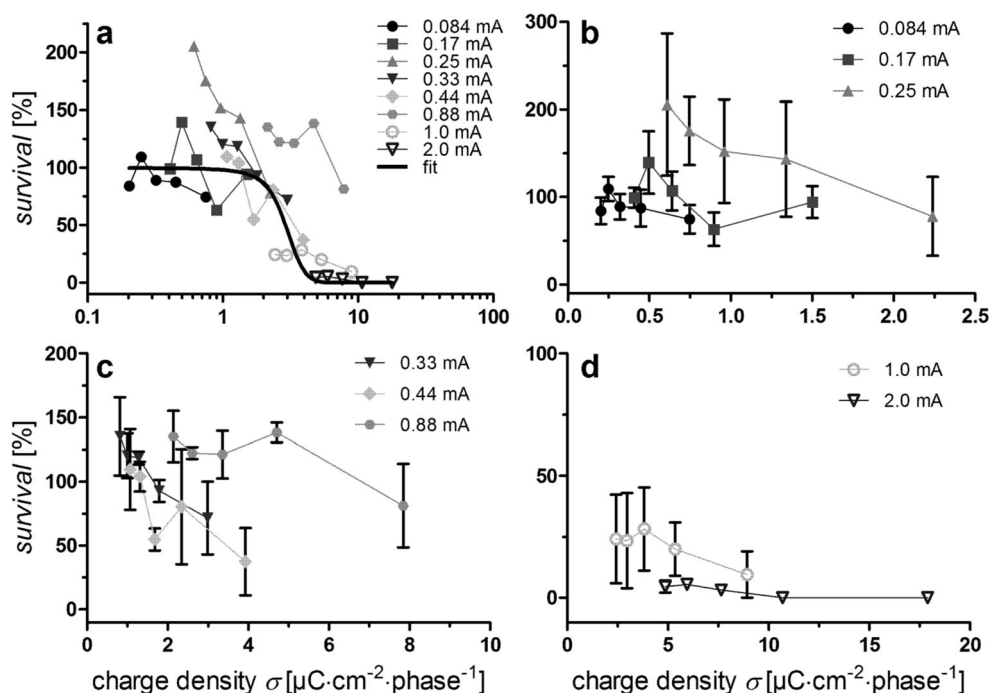 a
0.084 mA
0.17 mA
0.25 mA
0.33 mA
0.44 mA
0.88 mA
1.0 mA
2.0 mA
fit
200
150
100
50
0
survival [%]
0.1 1 10 100
b
0.084 mA
0.17 mA
0.25 mA
300
200
100
0
0.0 0.5 1.0 1.5 2.0 2.5
c
0.33 mA
0.44 mA
0.88 mA
200
150
100
50
0
survival [%]
0 2 4 6 8 10
charge density σ [µC·cm⁻²·phase⁻¹]
d
1.0 mA
2.0 mA
100
50
0
0 5 10 15 20
charge density σ [µC·cm⁻²·phase⁻¹]